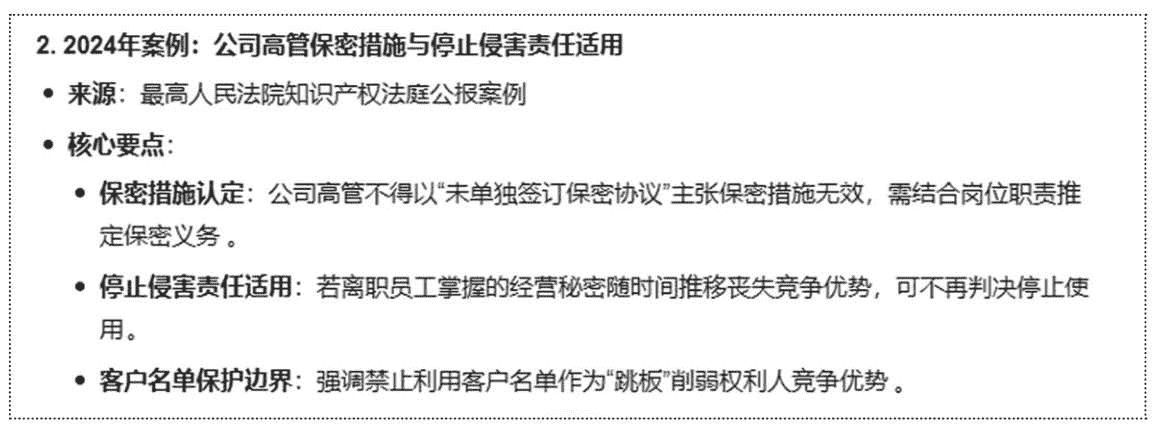 2. 2024年案例：公司高管保密措施与停止侵害责任适用
• 来源：最高人民法院知识产权法庭公报案例
• 核心要点：
• 保密措施认定：公司高管不得以“未单独签订保密协议”主张保密措施无效，需结合岗位职责推
定保密义务 。
• 停止侵害责任适用：若离职员工掌握的经营秘密随时间推移丧失竞争优势，可不再判决停止使
用。
• 客户名单保护边界：强调禁止利用客户名单作为“跳板”削弱权利人竞争优势 。